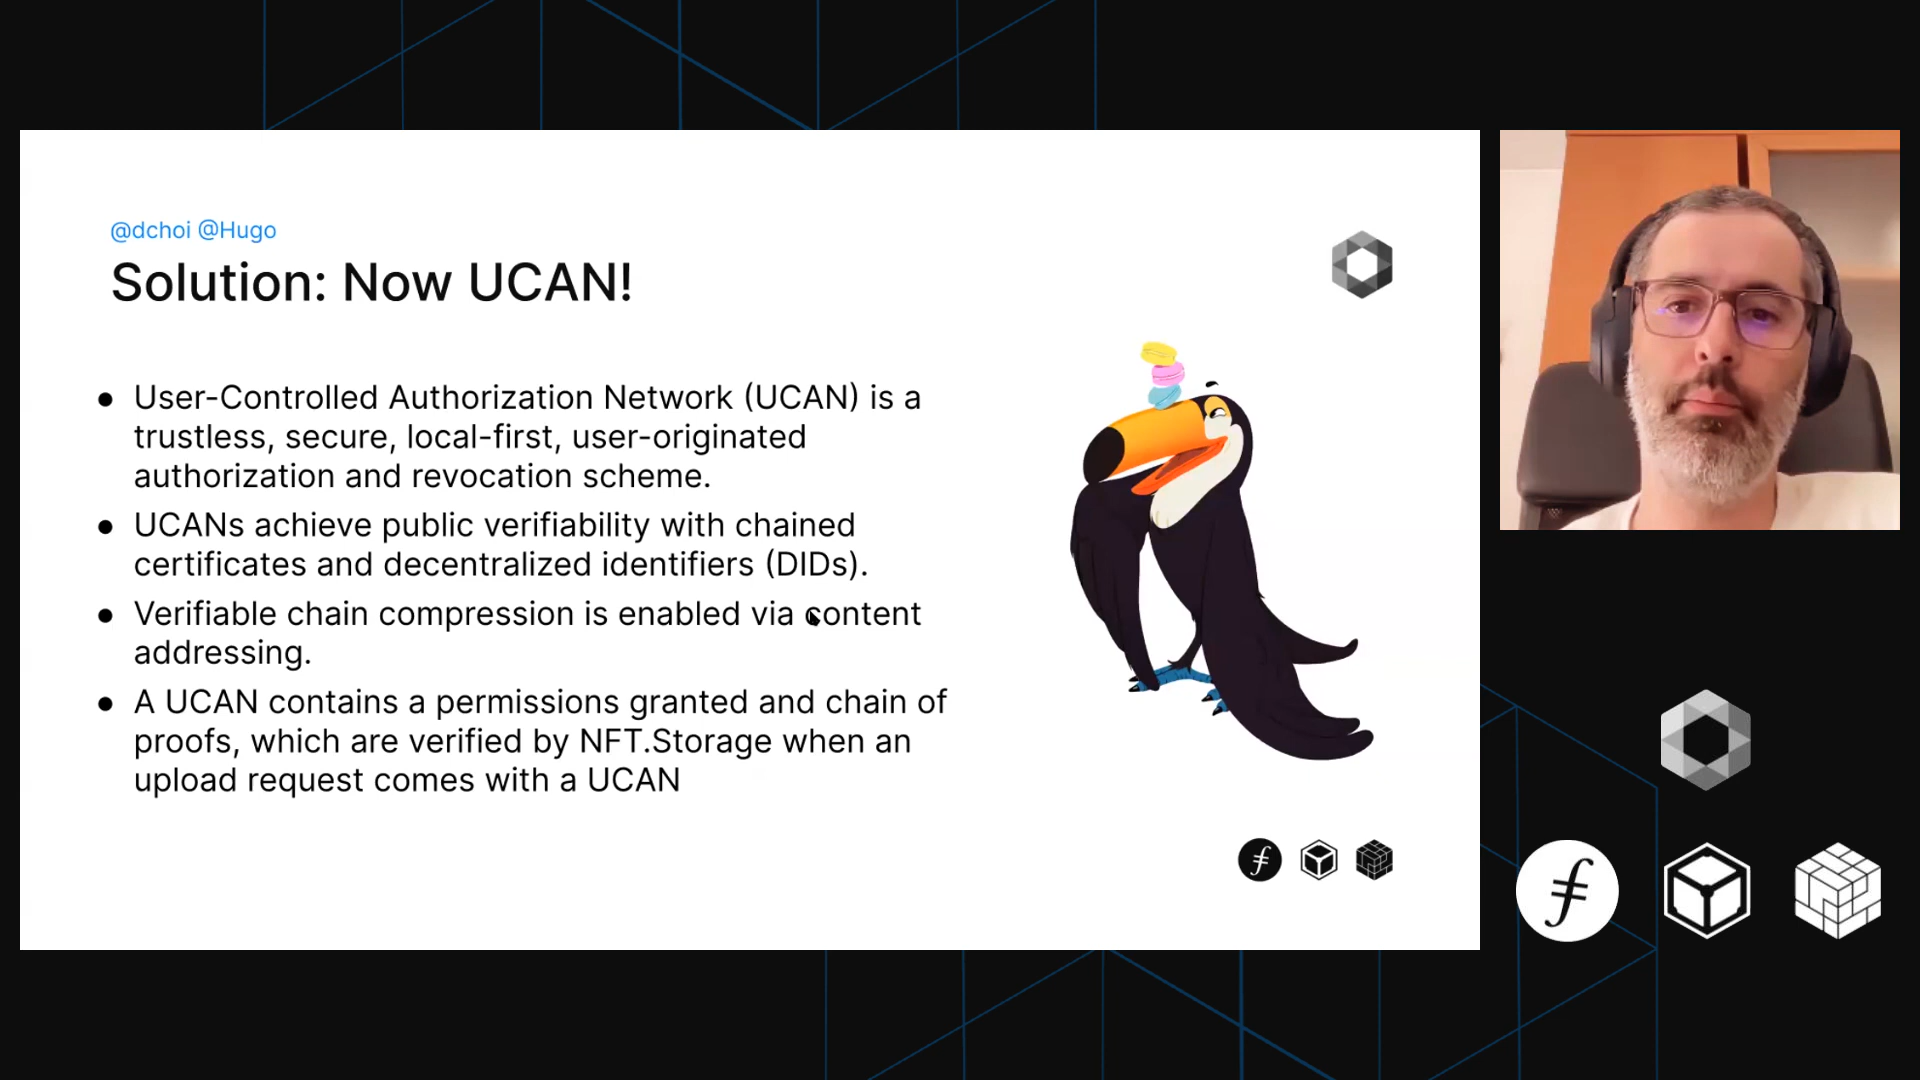 @dchoi @Hugo
Solution: Now UCAN!
● User-Controlled Authorization Network (UCAN) is a
trustless, secure, local-first, user-originated
authorization and revocation scheme.
● UCANs achieve public verifiability with chained
certificates and decentralized identifiers (DIDs).
● Verifiable chain compression is enabled via content
addressing.
● A UCAN contains a permissions granted and chain of
proofs, which are verified by NFT.Storage when an
upload request comes with a UCAN